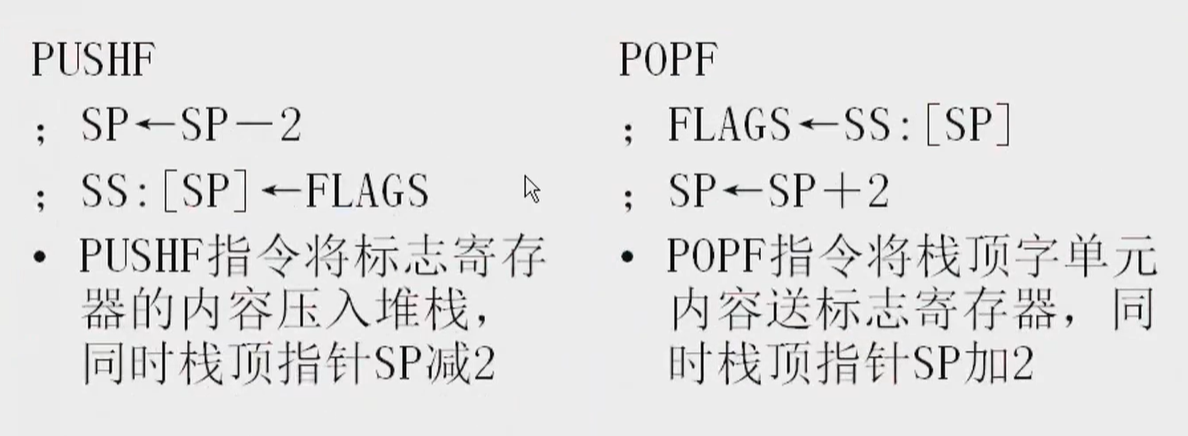 PUSHF
; SP←SP－2
; SS:[SP]←FLAGS
• PUSHF指令将标志寄存
器的内容压入堆栈，
同时栈顶指针SP减2
POPF
; FLAGS←SS:[SP]
; SP←SP＋2
• POPF指令将栈顶字单元
内容送标志寄存器，同
时栈顶指针SP加2